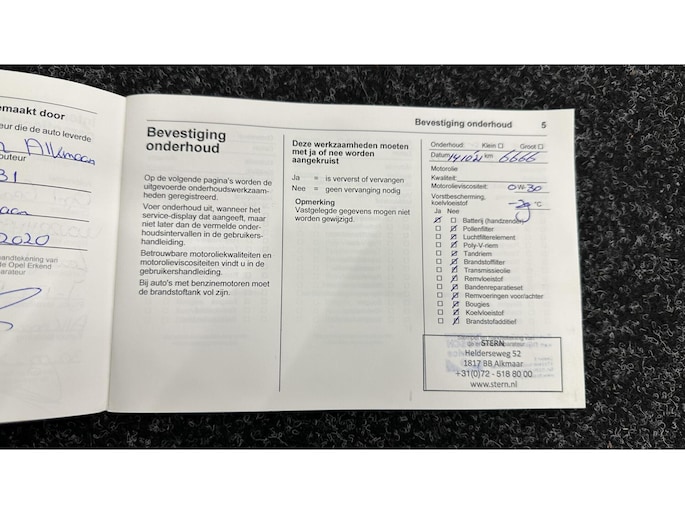 emaakt door
eur die de auto leverde
Alkmaar
outeur
31
2020
de Opel Erkend
Bevestiging onderhoud 5
Bevestiging
onderhoud
Op de volgende pagina's worden de
uitgevoerde onderhoudswerkzaam-
heden geregistreerd.
Voer onderhoud uit, wanneer het
service-display dat aangeeft, maar
niet later dan de vermelde onder-
houdsintervallen in de gebruikers-
handleiding.
Betrouwbare motoroliekwaliteiten en
motorolieviscositeiten vindt u in de
gebruikershandleiding.
Bij auto's met benzinemotoren moet
de brandstoftank vol zijn.
Deze werkzaamheden moeten
met ja of nee worden
aangekruist
Ja = is ververst of vervangen
Nee = geen vervanging nodig
Opmerking
Vastgelegde gegevens mogen niet
worden gewijzigd.
Onderhoud: Klein ☐ Groot ☐
Datum km 6666
Motorolie
Kwaliteit:
Motorolieviscositeit: 0W-30
Vorstbescherming,
koelvloeistof °C
Ja Nee
Batterij (handzender)
Pollenfilter
Luchtfilterelement
Poly-V-riem
Tandriem
Brandstoffilter
Transmissieolie
Remvloeistof
Bandenreparatieset
Remvoeringen voor/achter
Bougies
Koelvloeistof
Brandstofadditief
STERN
Helderseweg 52
1817 BB Alkmaar
+31(0)72 - 518 80 00
www.stern.nl